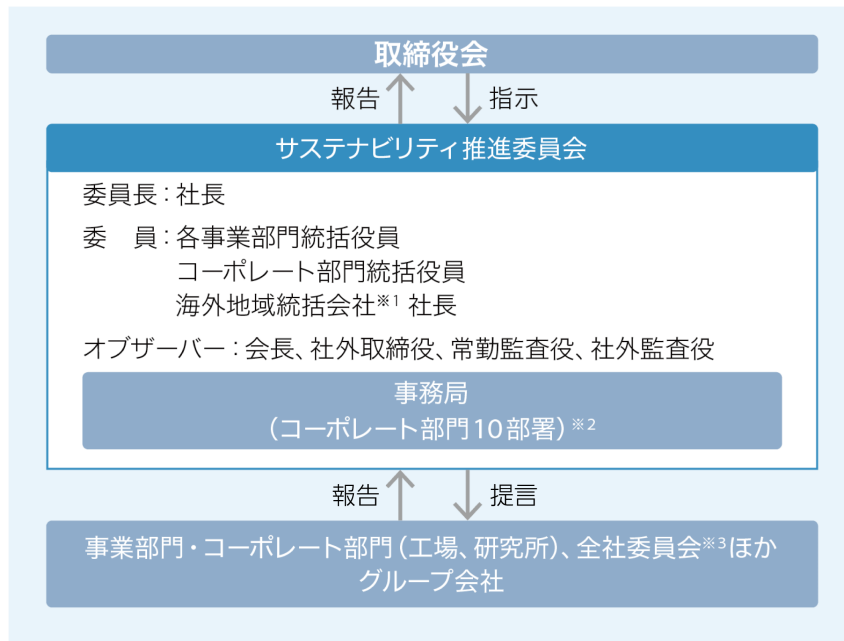 取締役会
報告 指示
サステナビリティ推進委員会
委員長：社長
委　員：各事業部門統括役員
コーポレート部門統括役員
海外地域統括会社※1 社長
オブザーバー：会長、社外取締役、常勤監査役、社外監査役
事務局
（コーポレート部門10部署）※2
報告 提言
事業部門・コーポレート部門（工場、研究所）、全社委員会※3ほか
グループ会社